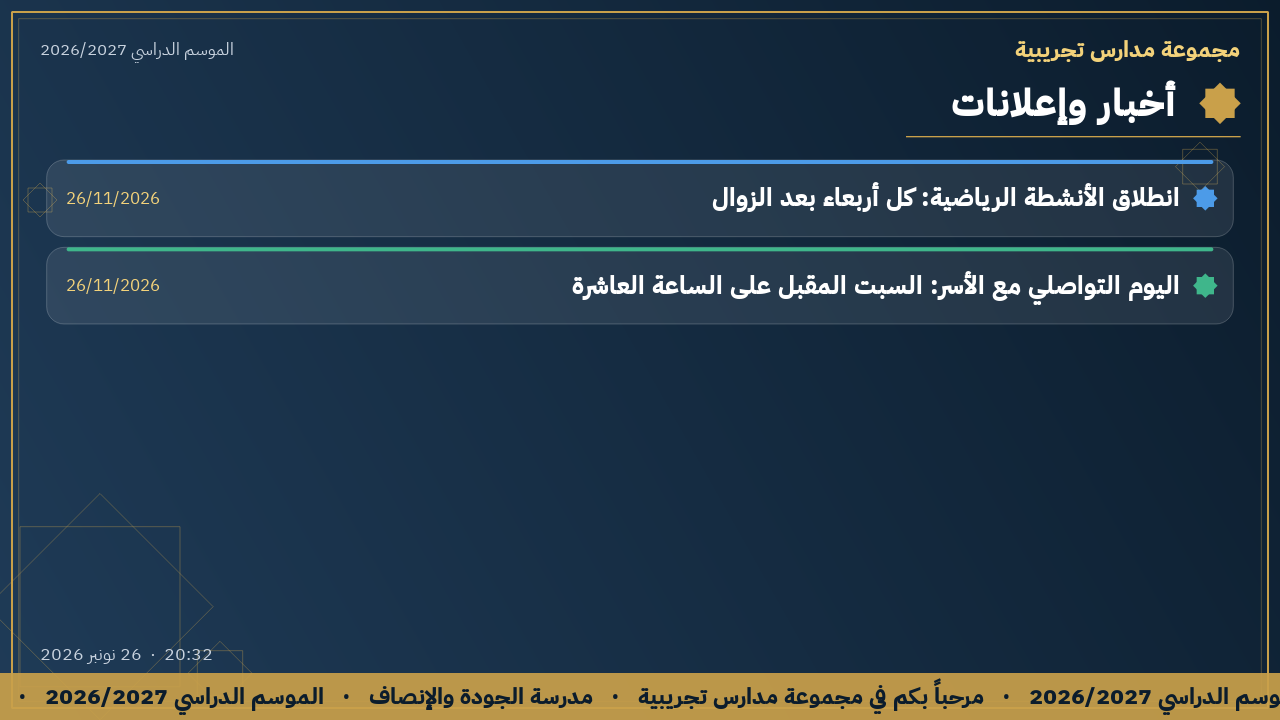 مجموعة مدارس تجريبية
الموسم الدراسي 2026/2027
أخبار وإعلانات
انطلاق الأنشطة الرياضية: كل أربعاء بعد الزوال
26/11/2026
اليوم التواصلي مع الأسر: السبت المقبل على الساعة العاشرة
26/11/2026
20:32 · 26 نونبر 2026
الدراسي 2026/2027 · مرحباً بكم في مجموعة مدارس تجريبية · مدرسة الجودة والإنصاف · الموسم الدراسي 2026/2027 ·